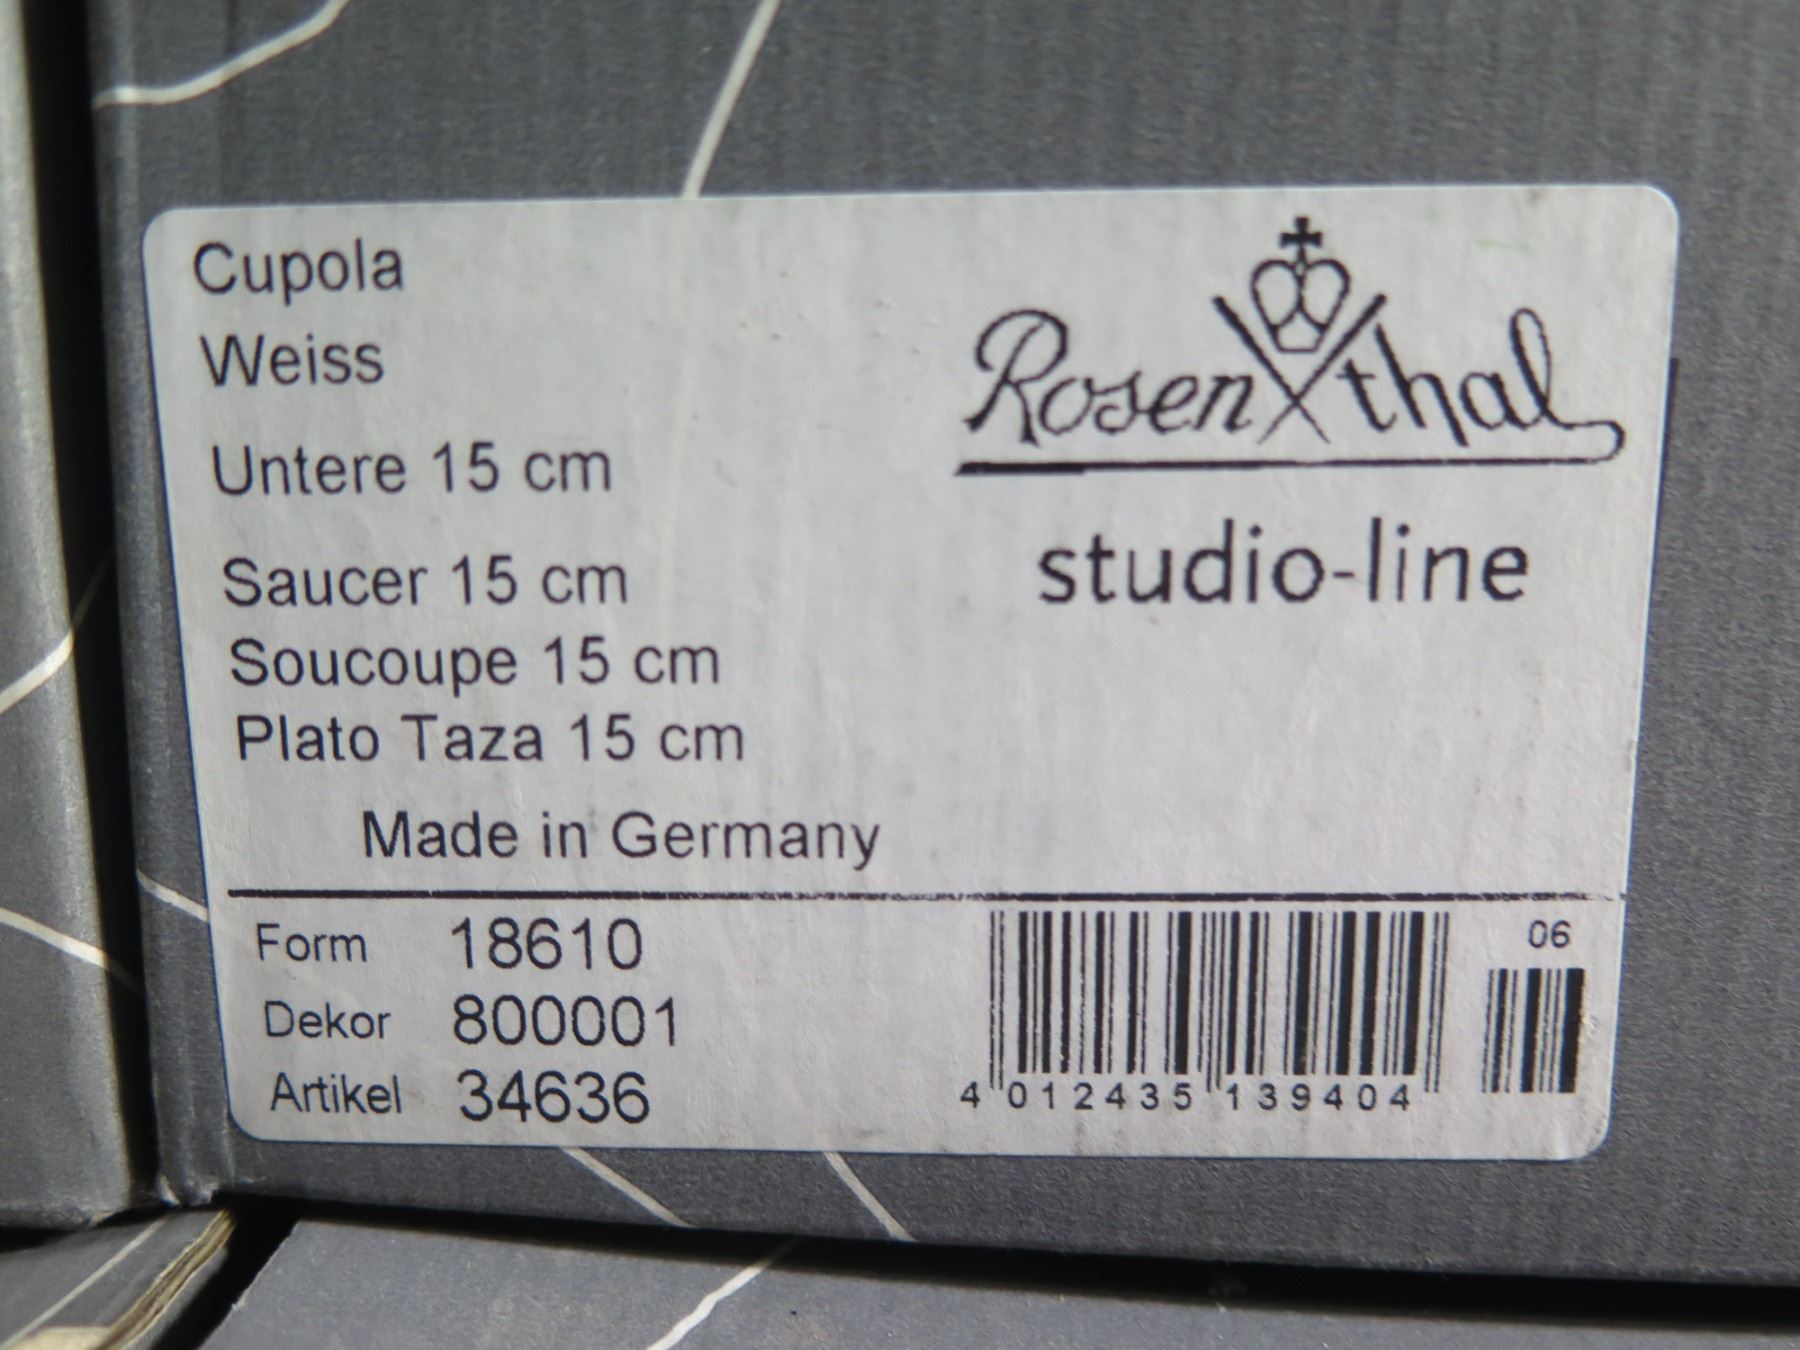 Cupola
Weiss
Untere 15 cm
Saucer 15 cm
Soucoupe 15 cm
Plato Taza 15 cm
Made in Germany
Rosenthal
studio-line
Form 18610
Dekor 800001
Artikel 34636
06
4 012435 139404